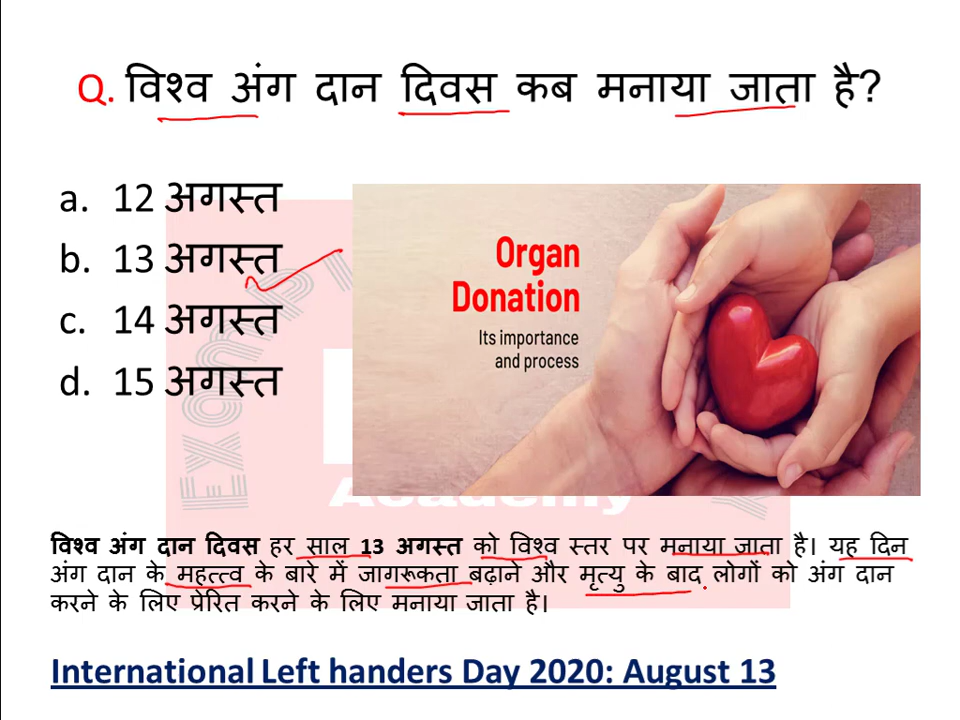 Q. विश्व अंग दान दिवस कब मनाया जाता है?
a. 12 अगस्त
b. 13 अगस्त
c. 14 अगस्त
d. 15 अगस्त
Organ
Donation
Its importance
and process
Academy
विश्व अंग दान दिवस हर साल 13 अगस्त को विश्व स्तर पर मनाया जाता है। यह दिन
अंग दान के महत्त्व के बारे में जागरूकता बढ़ाने और मृत्यु के बाद लोगों को अंग दान
करने के लिए प्रेरित करने के लिए मनाया जाता है।
International Left handers Day 2020: August 13